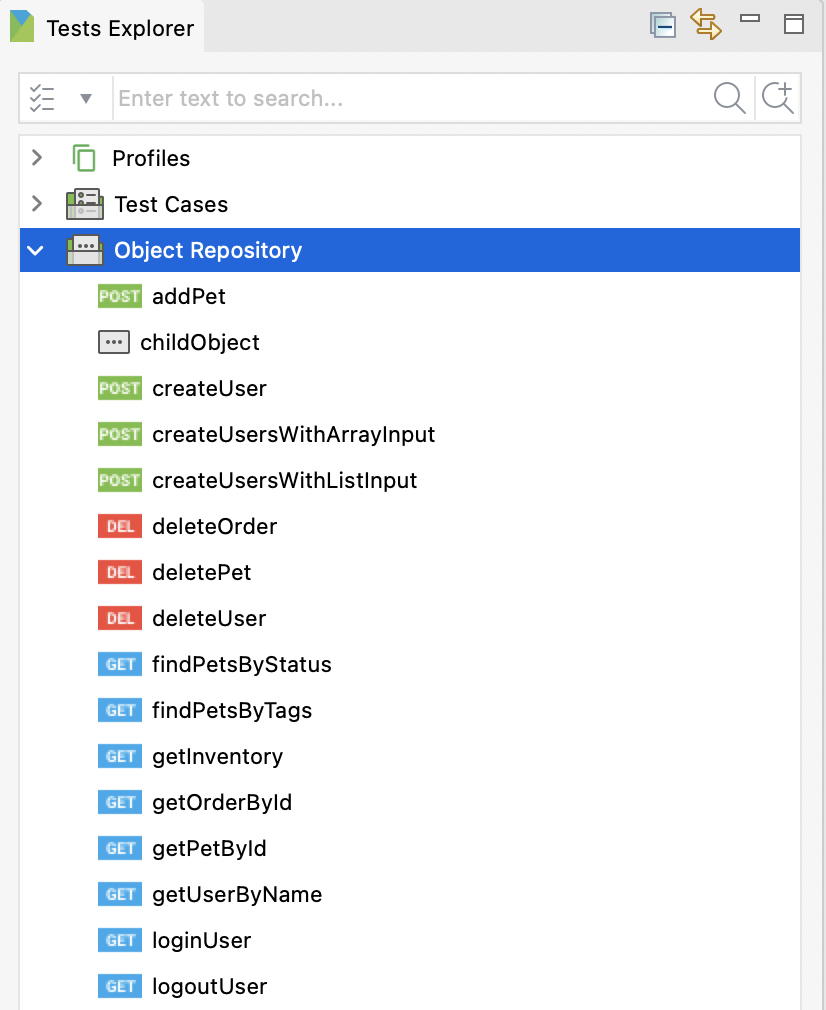 Tests Explorer
Enter text to search...
Profiles
Test Cases
Object Repository
POST addPet
childObject
POST createUser
POST createUsersWithArrayInput
POST createUsersWithListInput
DEL deleteOrder
DEL deletePet
DEL deleteUser
GET findPetsByStatus
GET findPetsByTags
GET getInventory
GET getOrderById
GET getPetById
GET getUserByName
GET loginUser
GET logoutUser